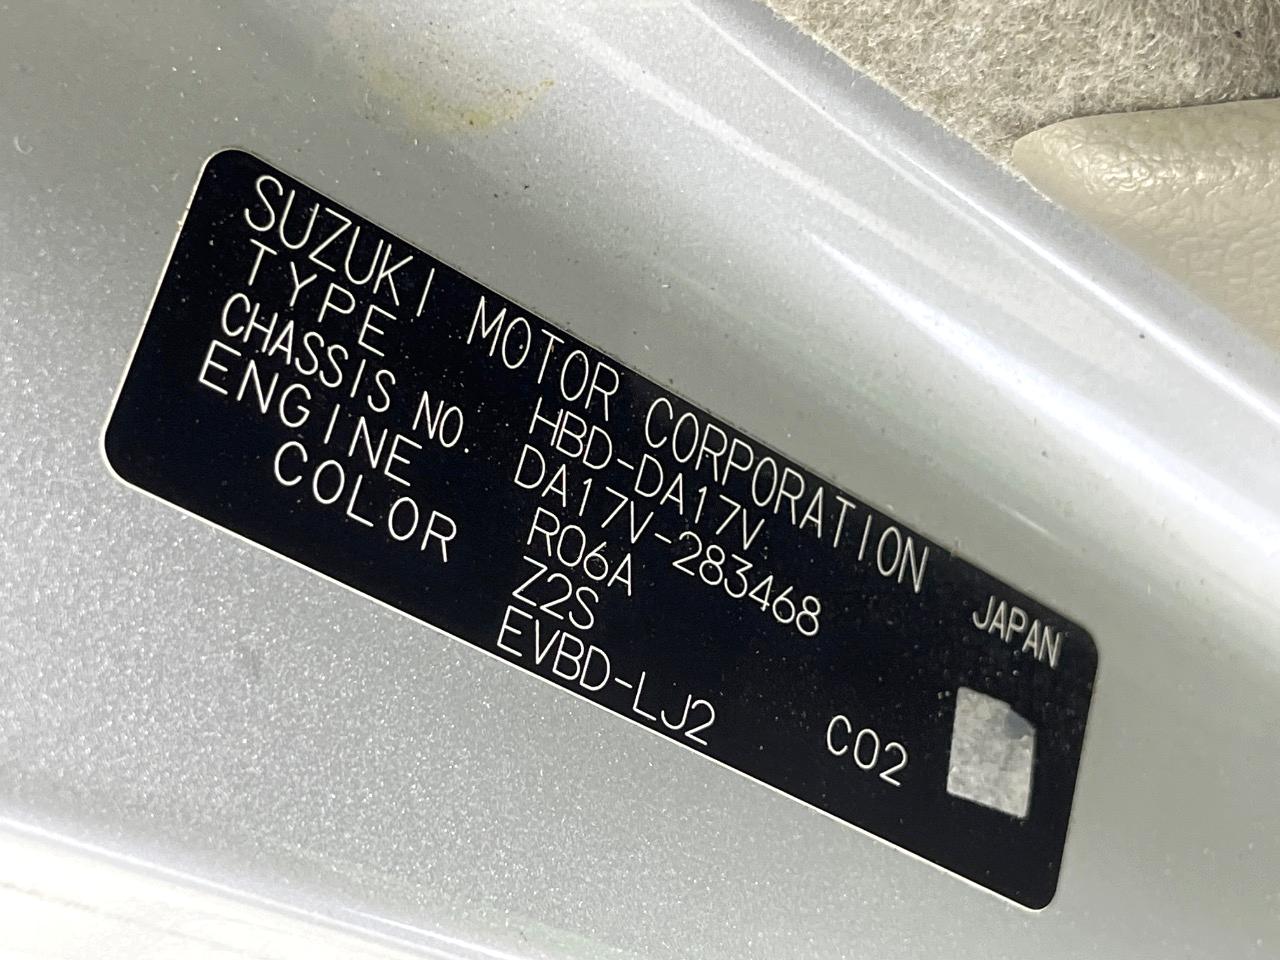 SUZUKI MOTOR CORPORATION JAPAN
TYPE HBD-DA17V
CHASSIS NO. DA17V-283468
ENGINE R06A
COLOR Z2S
EVBD-LJ2 C02